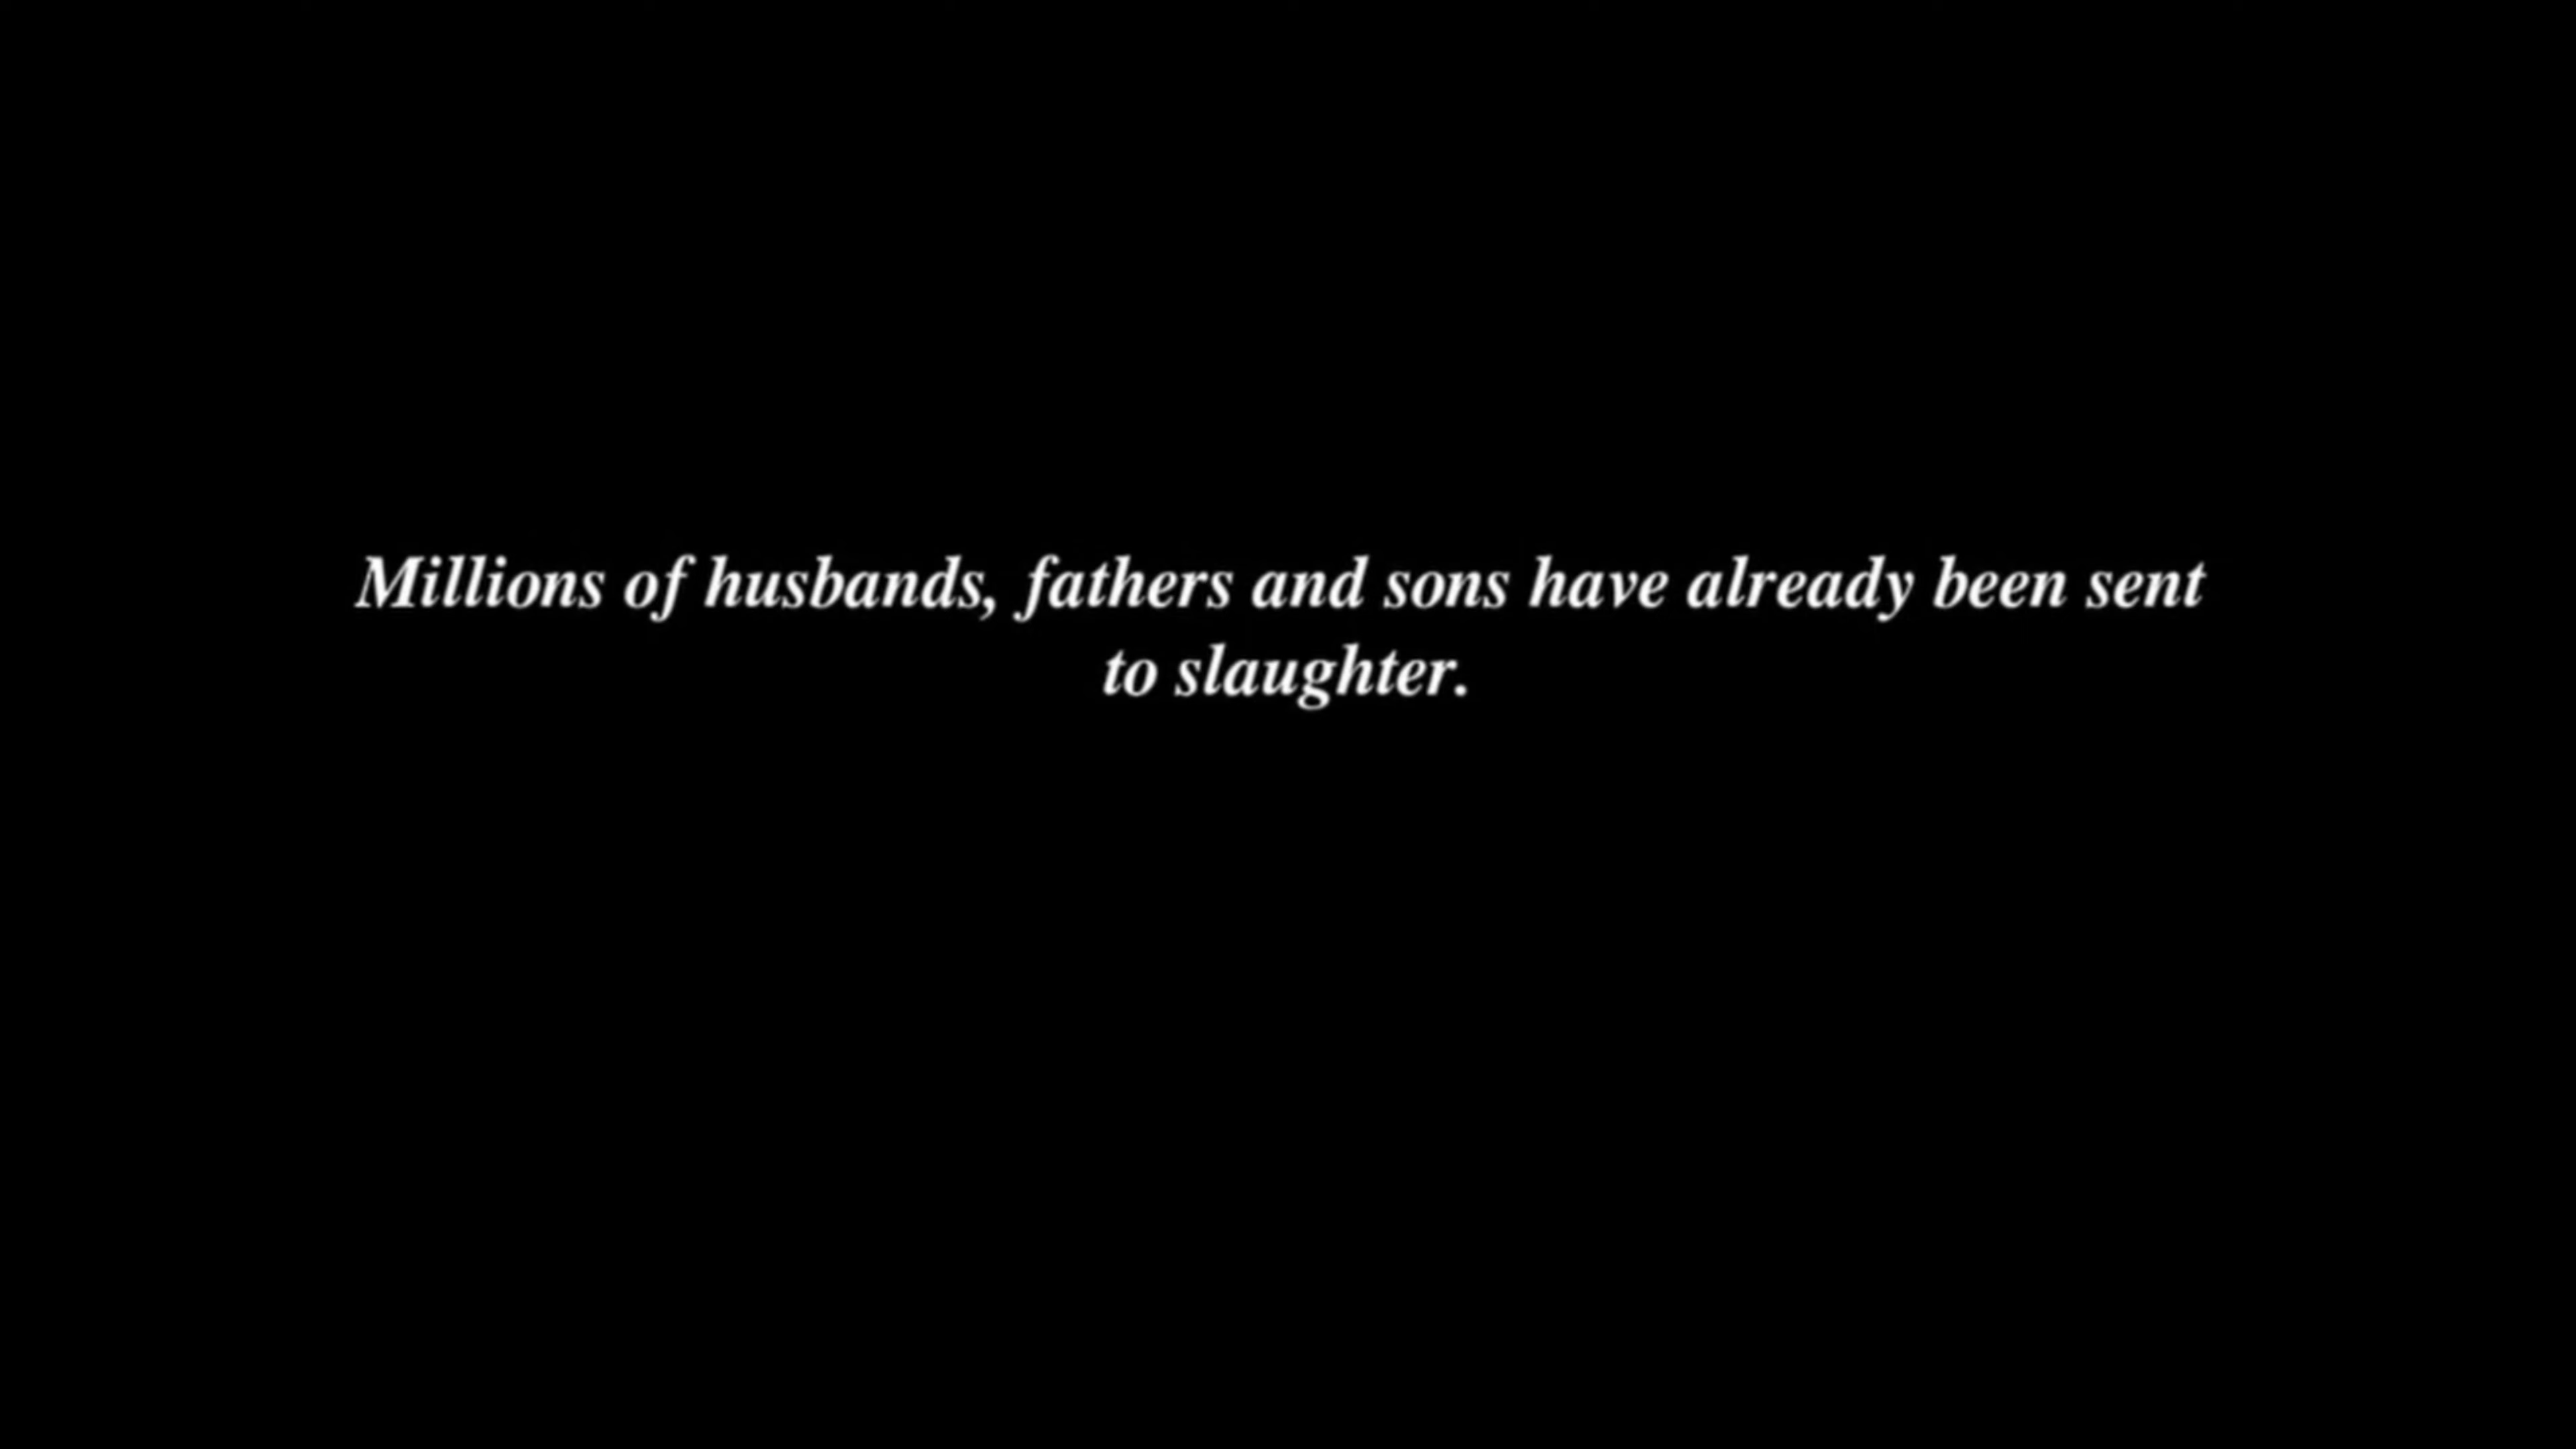 Millions of husbands, fathers and sons have already been sent
to slaughter.